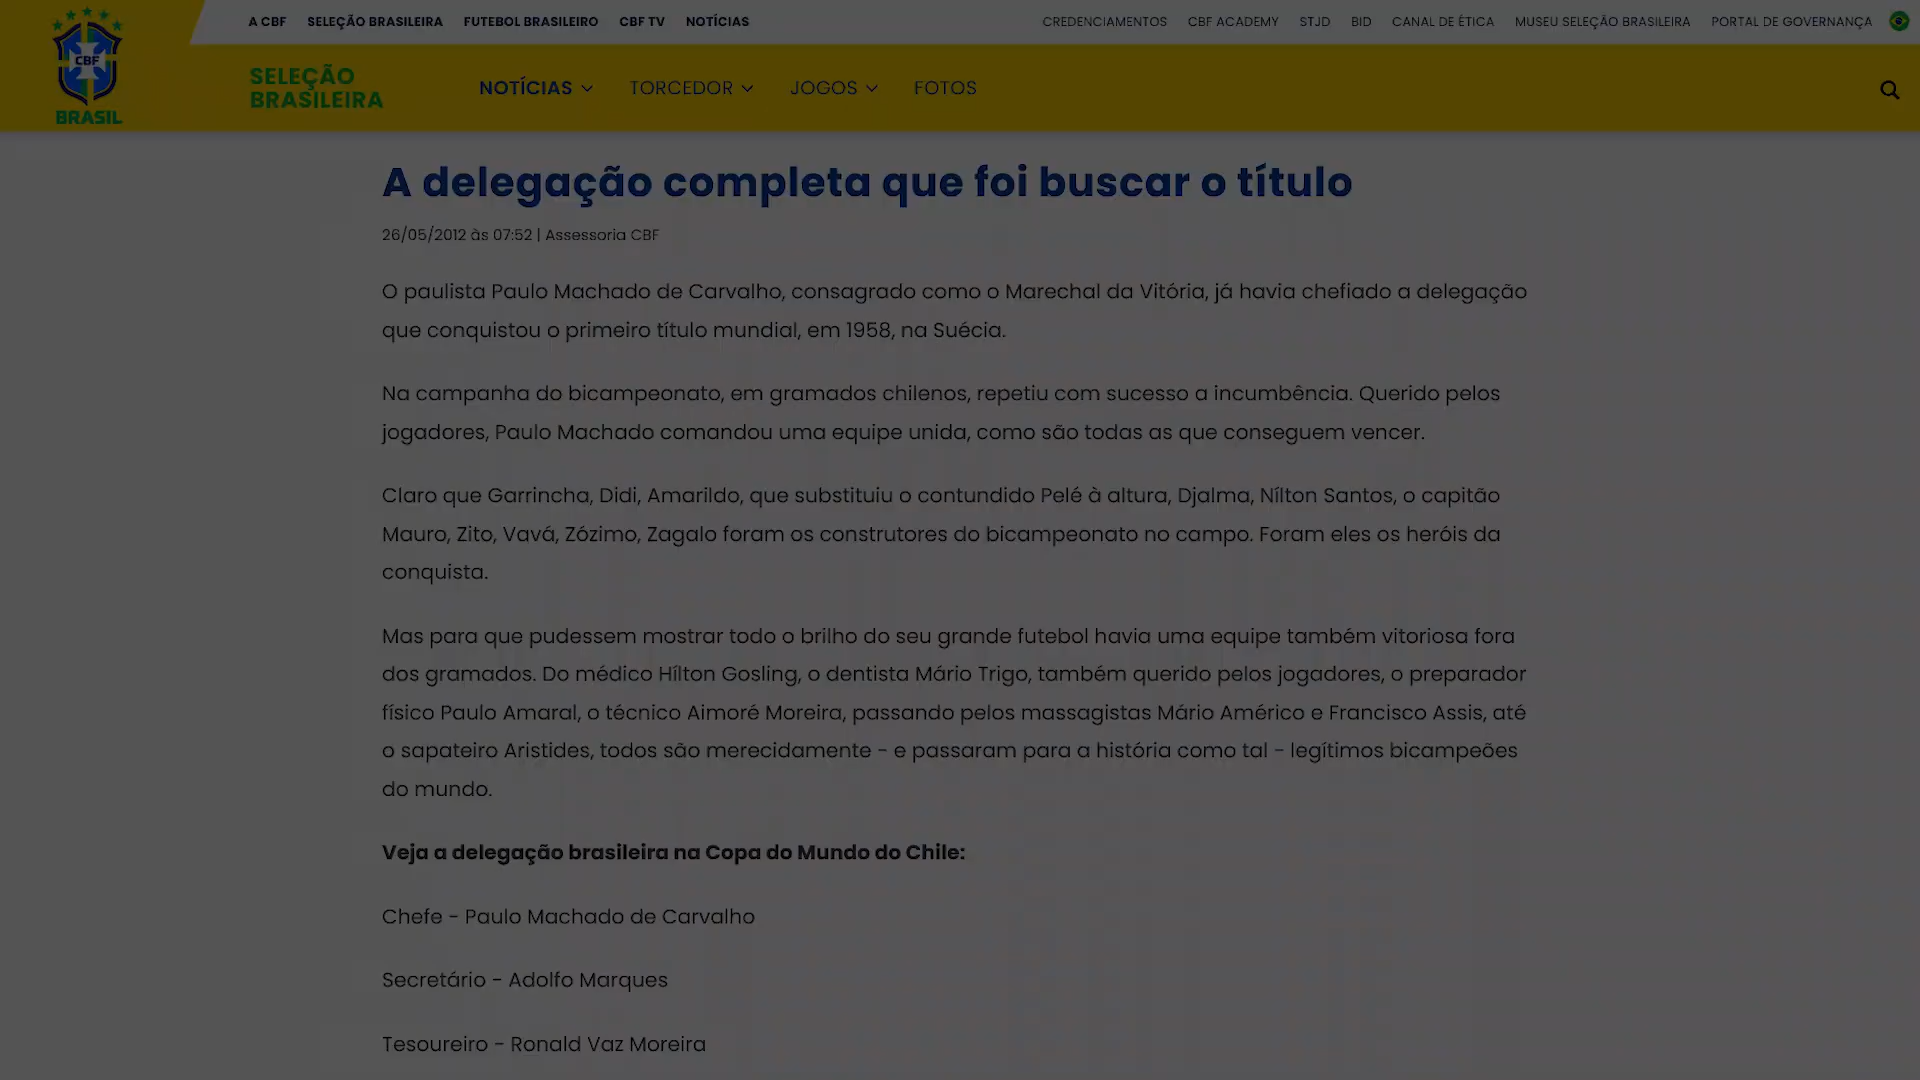 A CBF SELEÇÃO BRASILEIRA FUTEBOL BRASILEIRO CBF TV NOTÍCIAS CREDENCIAMENTOS CBF ACADEMY STJD BID CANAL DE ÉTICA MUSEU SELEÇÃO BRASILEIRA PORTAL DE GOVERNANÇA
CBF
BRASIL
SELEÇÃO
BRASILEIRA
NOTÍCIAS TORCEDOR JOGOS FOTOS
A delegação completa que foi buscar o título
26/05/2012 às 07:52 | Assessoria CBF
O paulista Paulo Machado de Carvalho, consagrado como o Marechal da Vitória, já havia chefiado a delegação
que conquistou o primeiro título mundial, em 1958, na Suécia.
Na campanha do bicampeonato, em gramados chilenos, repetiu com sucesso a incumbência. Querido pelos
jogadores, Paulo Machado comandou uma equipe unida, como são todas as que conseguem vencer.
Claro que Garrincha, Didi, Amarildo, que substituiu o contundido Pelé à altura, Djalma, Nílton Santos, o capitão
Mauro, Zito, Vavá, Zózimo, Zagalo foram os construtores do bicampeonato no campo. Foram eles os heróis da
conquista.
Mas para que pudessem mostrar todo o brilho do seu grande futebol havia uma equipe também vitoriosa fora
dos gramados. Do médico Hílton Gosling, o dentista Mário Trigo, também querido pelos jogadores, o preparador
físico Paulo Amaral, o técnico Aimoré Moreira, passando pelos massagistas Mário Américo e Francisco Assis, até
o sapateiro Aristides, todos são merecidamente - e passaram para a história como tal - legítimos bicampeões
do mundo.
Veja a delegação brasileira na Copa do Mundo do Chile:
Chefe - Paulo Machado de Carvalho
Secretário - Adolfo Marques
Tesoureiro - Ronald Vaz Moreira